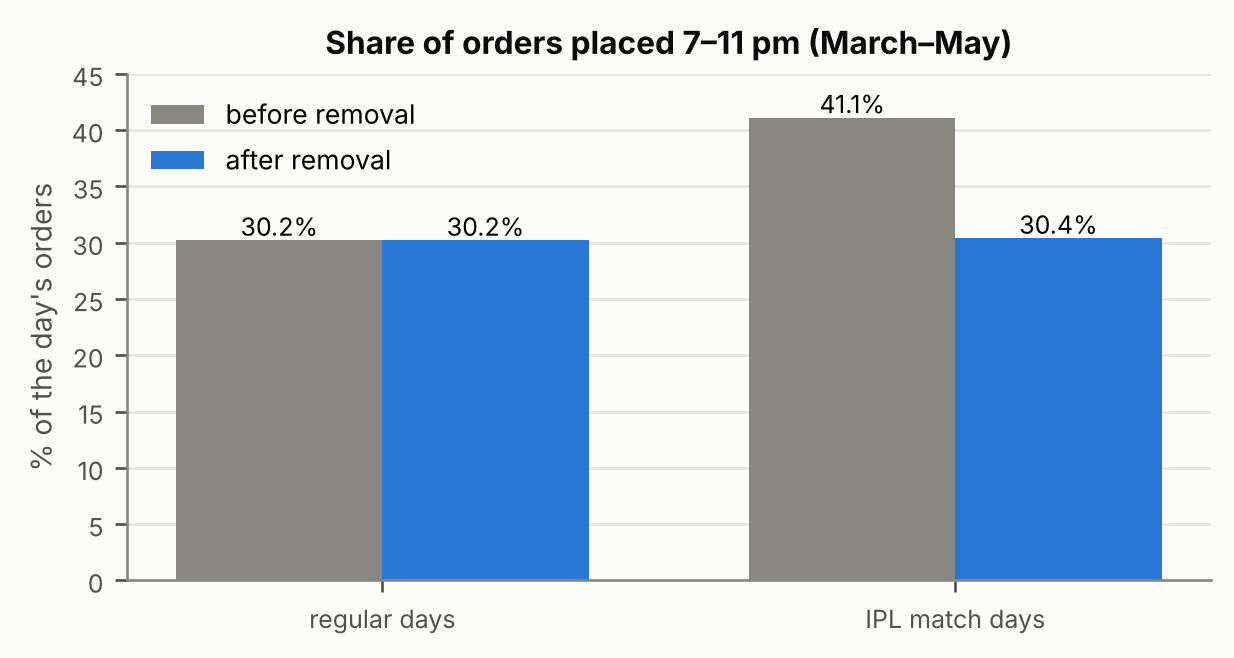 Share of orders placed 7–11 pm (March–May)
% of the day's orders
45
40
35
30
25
20
15
10
5
0
before removal
after removal
30.2%
30.2%
41.1%
30.4%
regular days
IPL match days